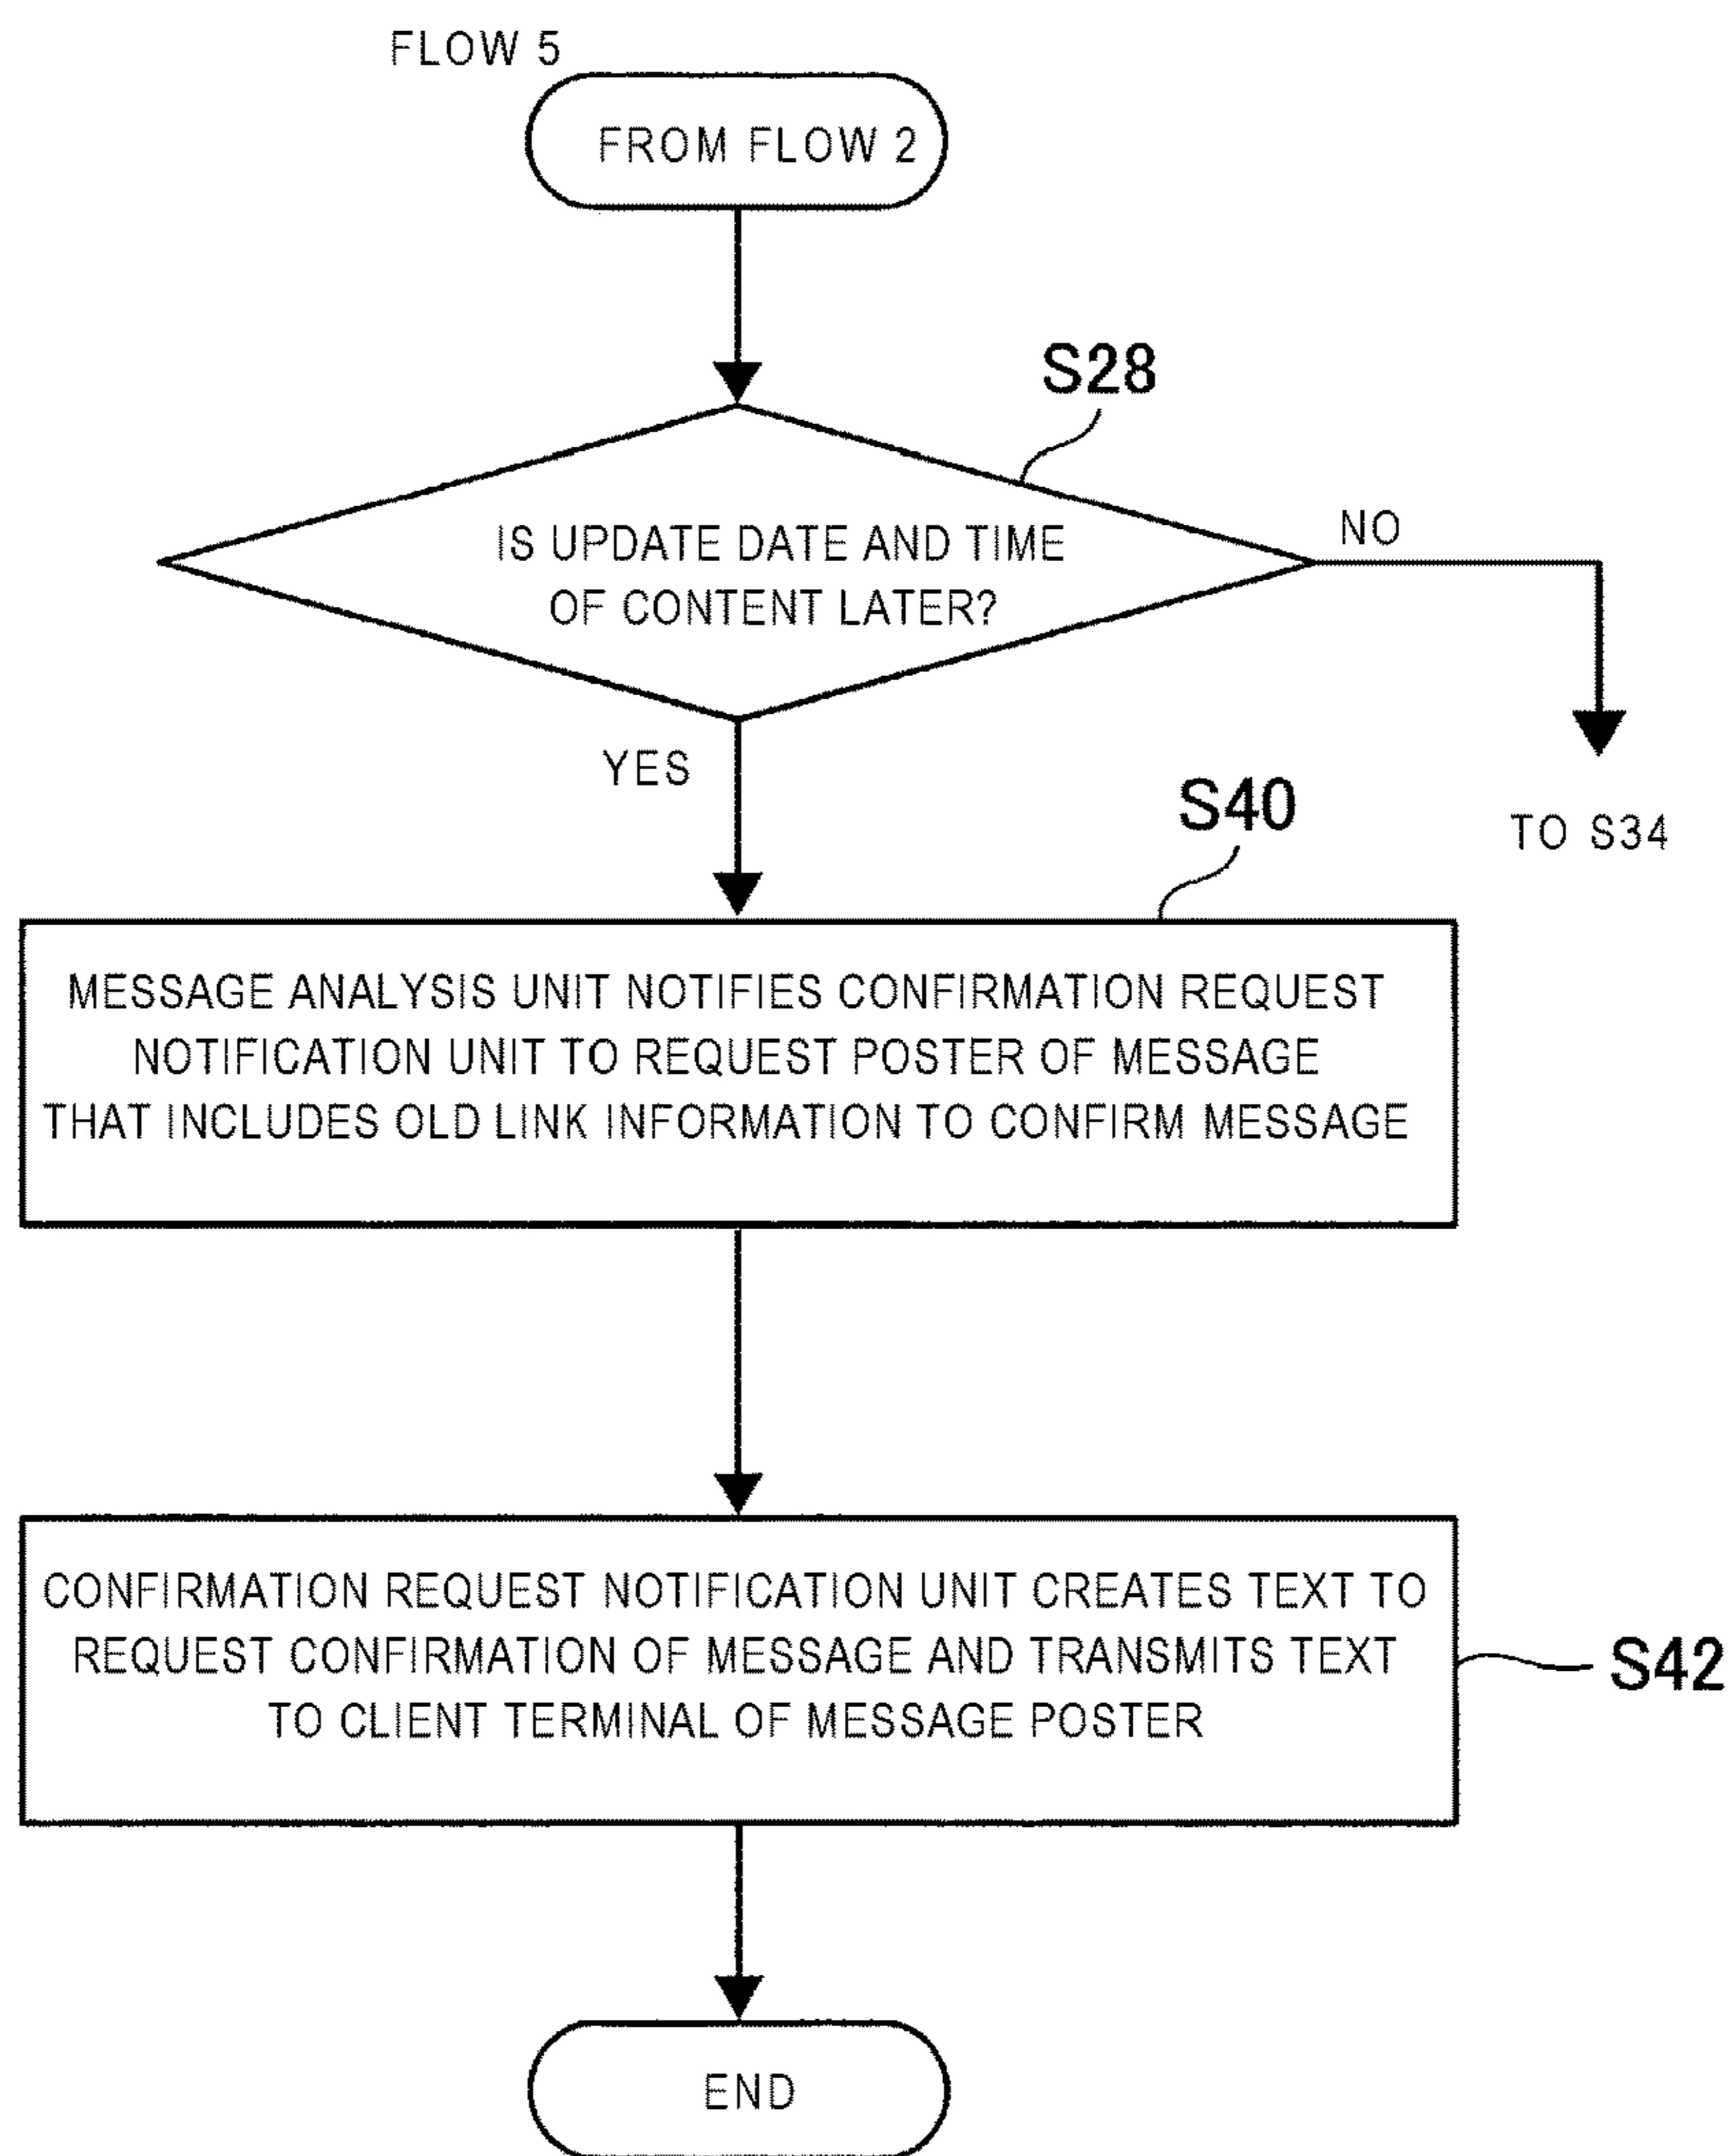 FLOW 5
FROM FLOW 2
S28
IS UPDATE DATE AND TIME
OF CONTENT LATER?
NO
YES
TO S34
S40
MESSAGE ANALYSIS UNIT NOTIFIES CONFIRMATION REQUEST
NOTIFICATION UNIT TO REQUEST POSTER OF MESSAGE
THAT INCLUDES OLD LINK INFORMATION TO CONFIRM MESSAGE
CONFIRMATION REQUEST NOTIFICATION UNIT CREATES TEXT TO
REQUEST CONFIRMATION OF MESSAGE AND TRANSMITS TEXT
TO CLIENT TERMINAL OF MESSAGE POSTER
S42
END